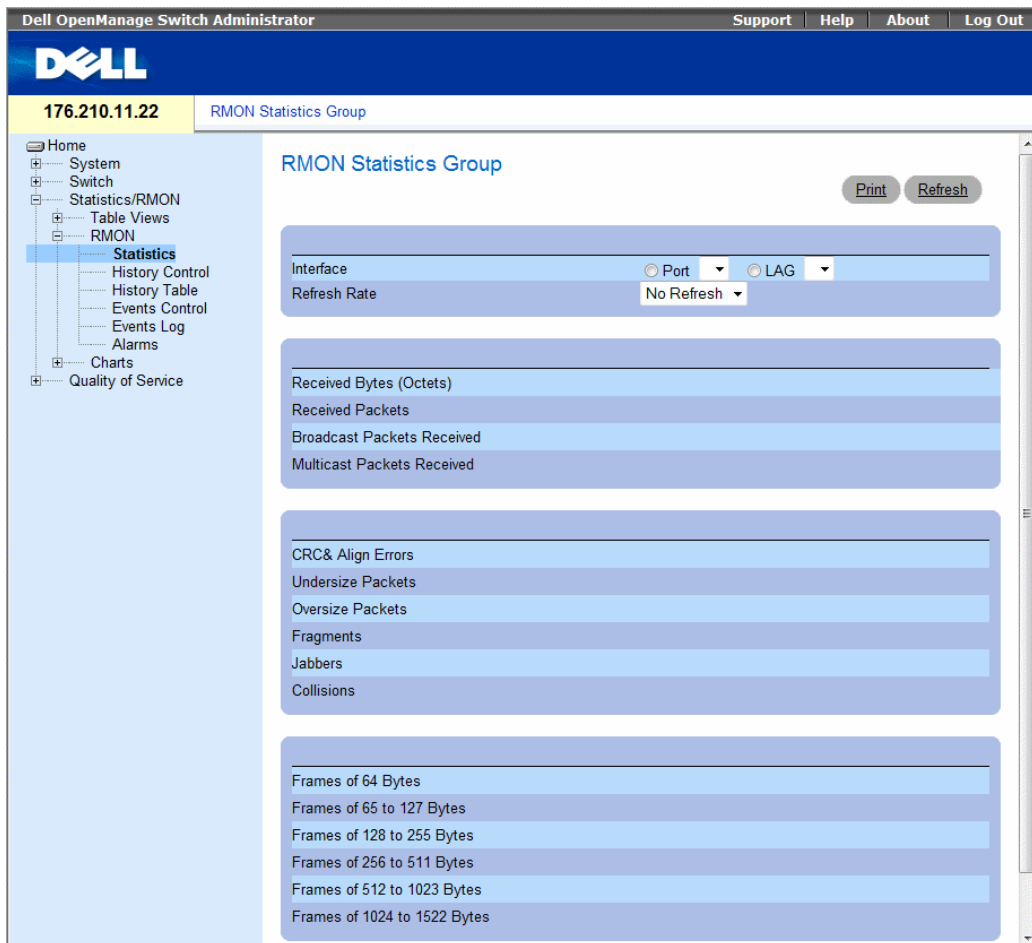 Dell OpenManage Switch Administrator Support Help About Log Out
DELL
176.210.11.22 RMON Statistics Group
Home
System
Switch
Statistics/RMON
Table Views
RMON
Statistics
History Control
History Table
Events Control
Events Log
Alarms
Charts
Quality of Service
RMON Statistics Group
Print Refresh
Interface Port LAG
Refresh Rate No Refresh
Received Bytes (Octets)
Received Packets
Broadcast Packets Received
Multicast Packets Received
CRC& Align Errors
Undersize Packets
Oversize Packets
Fragments
Jabbers
Collisions
Frames of 64 Bytes
Frames of 65 to 127 Bytes
Frames of 128 to 255 Bytes
Frames of 256 to 511 Bytes
Frames of 512 to 1023 Bytes
Frames of 1024 to 1522 Bytes